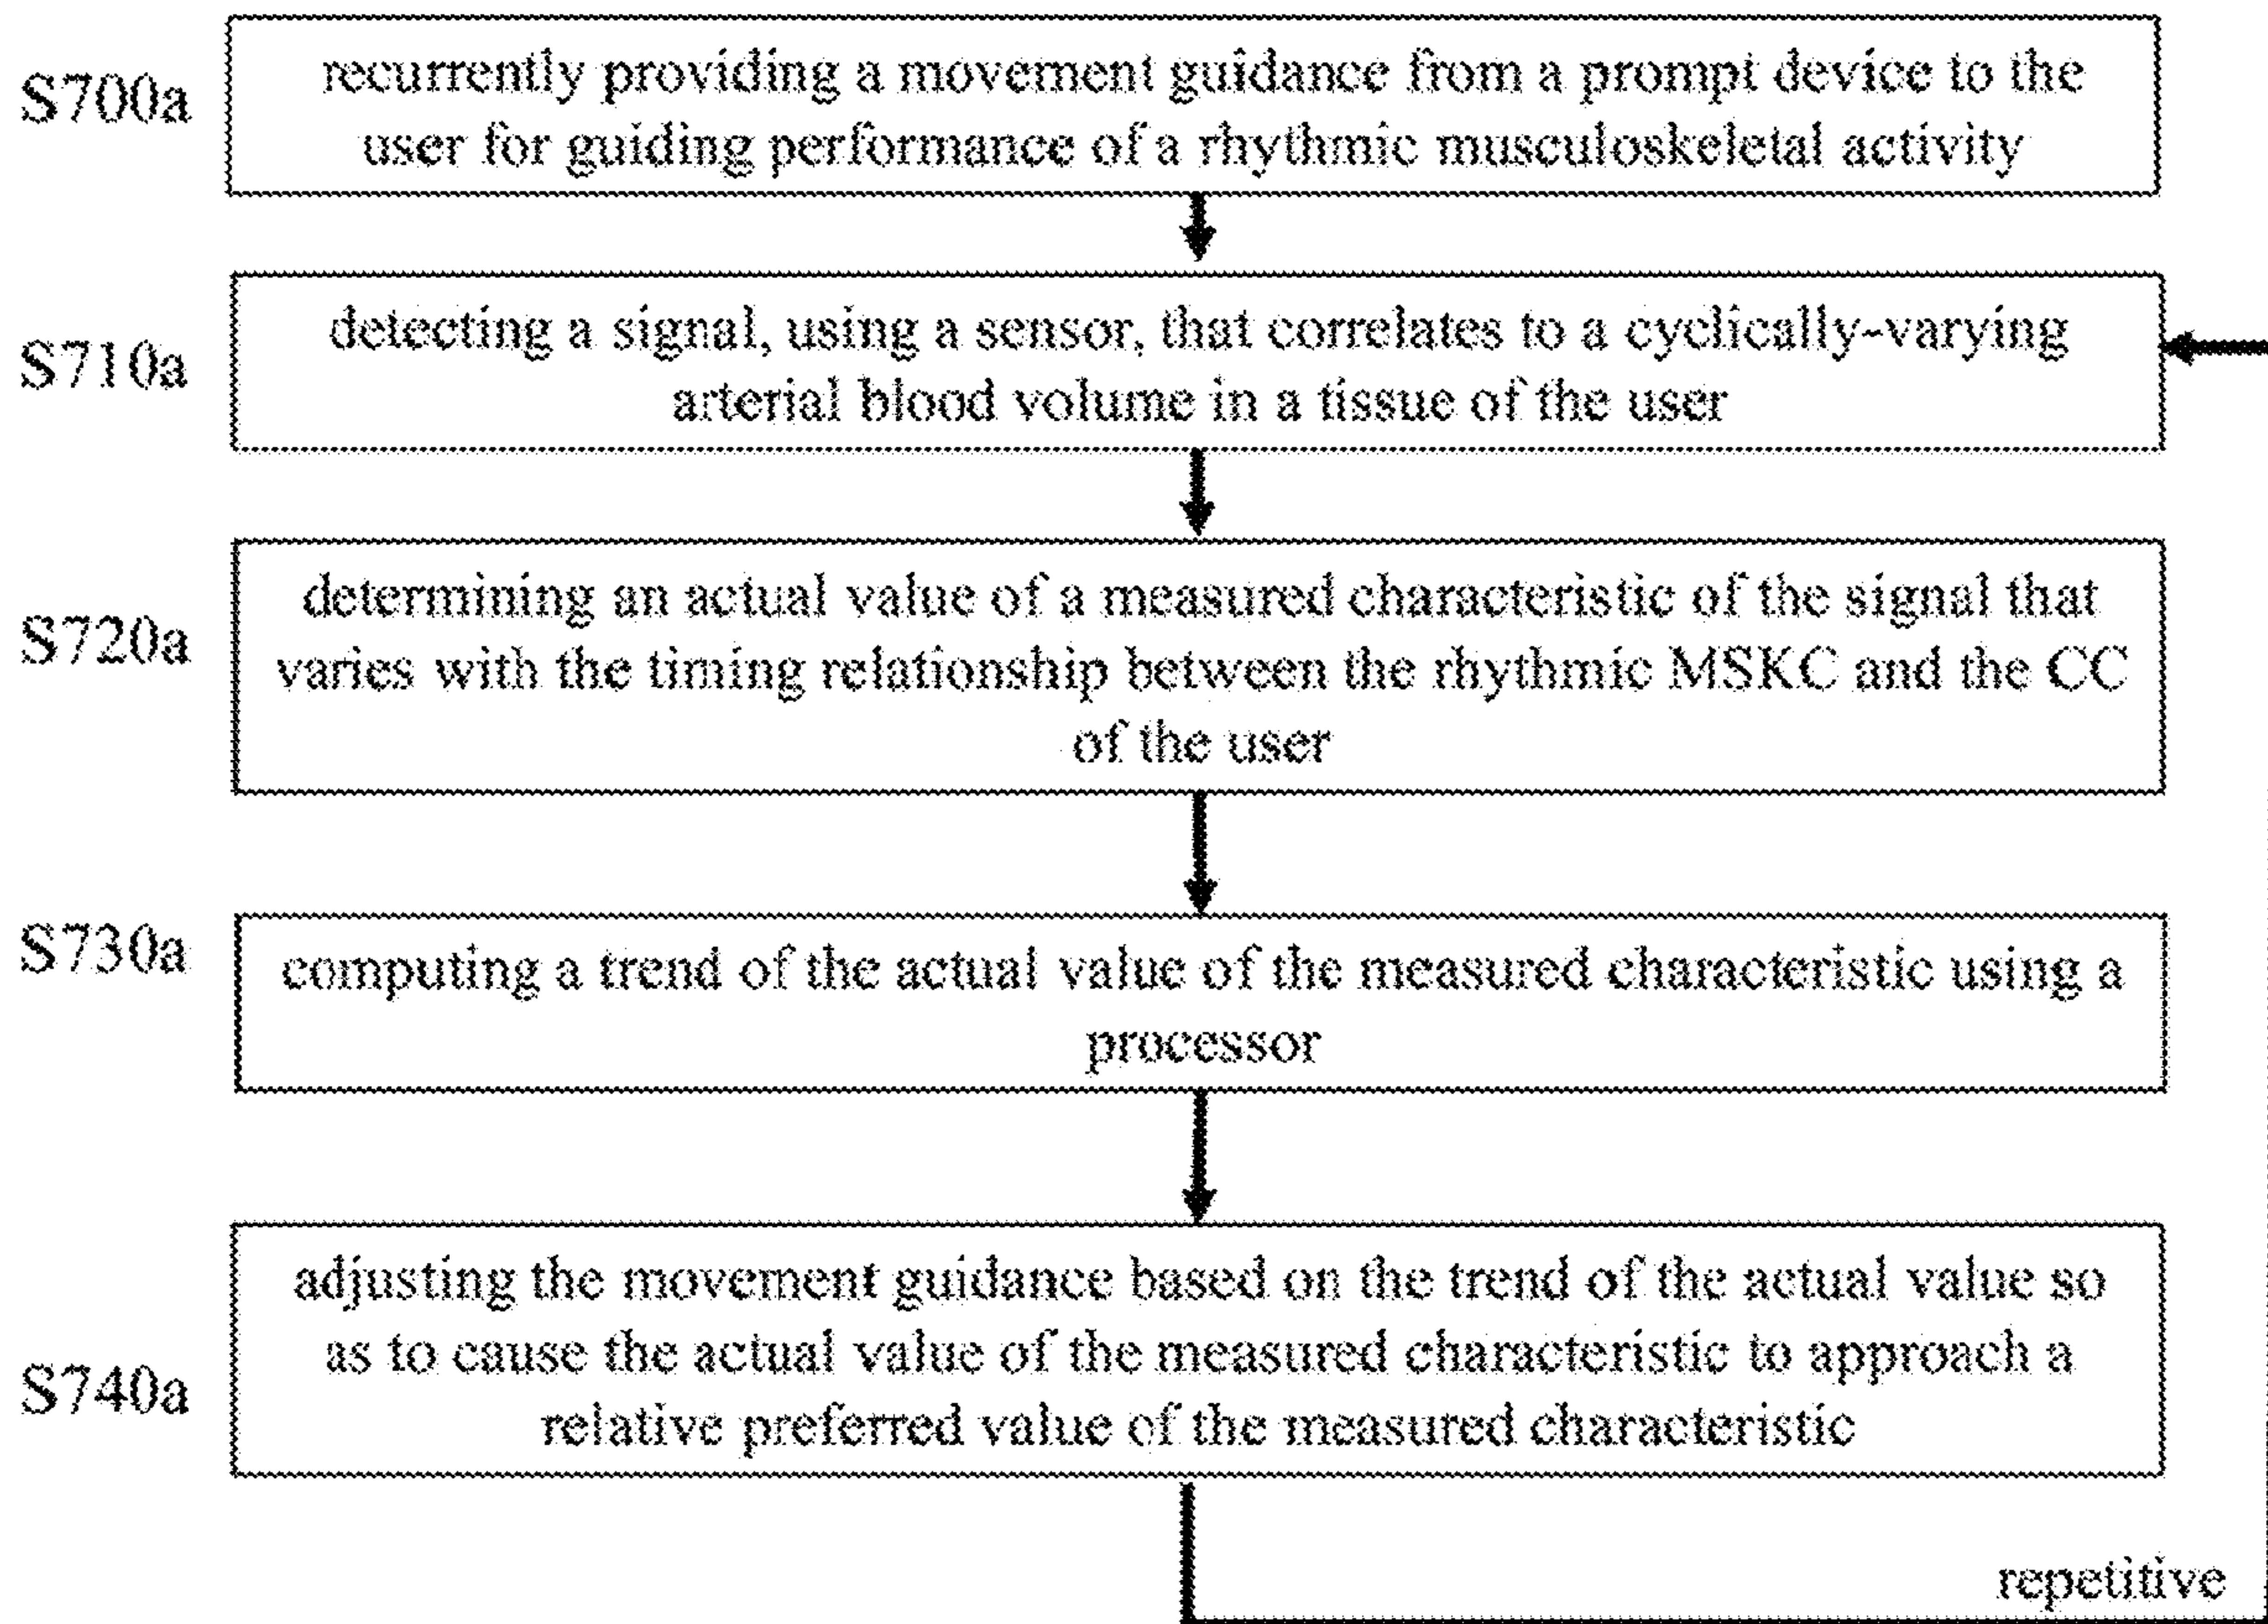 S700a
recurrently providing a movement guidance from a prompt device to the
user for guiding performance of a rhythmic musculoskeletal activity
S710a
detecting a signal, using a sensor, that correlates to a cyclically-varying
arterial blood volume in a tissue of the user
S720a
determining an actual value of a measured characteristic of the signal that
varies with the timing relationship between the rhythmic MSKC and the CC
of the user
S730a
computing a trend of the actual value of the measured characteristic using a
processor
S740a
adjusting the movement guidance based on the trend of the actual value so
as to cause the actual value of the measured characteristic to approach a
relative preferred value of the measured characteristic
repetitive